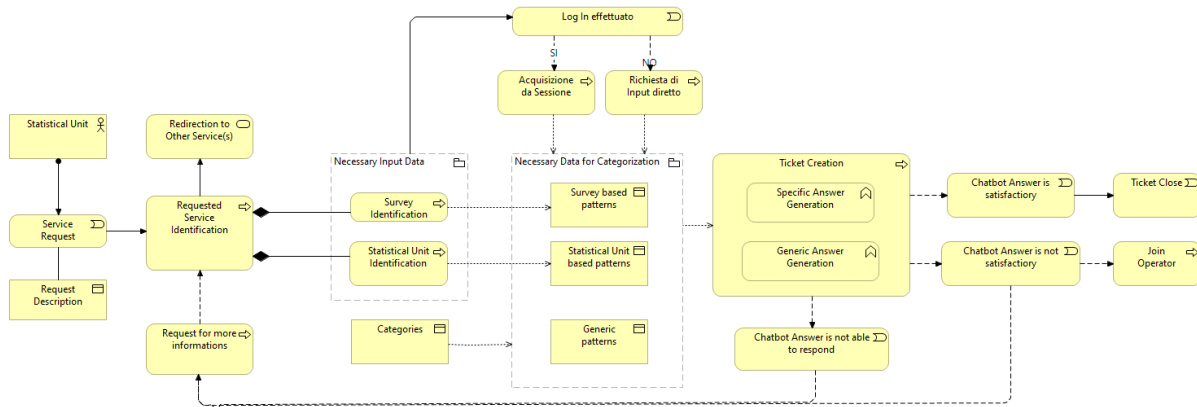 Log In effettuato
SI
NO
Acquisizione
da Sessione
Richiesta di
Input diretto
Statistical Unit
Redirection to
Other Service(s)
Necessary Input Data
Necessary Data for Categorization
Ticket Creation
Survey based
patterns
Specific Answer
Generation
Chatbot Answer is
satisfactiory
Ticket Close
Survey
Identification
Requested
Service
Identification
Service
Request
Statistical Unit
Identification
Statistical Unit
based patterns
Generic Answer
Generation
Chatbot Answer is not
satisfactiory
Join
Operator
Request
Description
Request for more
informations
Categories
Generic
patterns
Chatbot Answer is not able
to respond